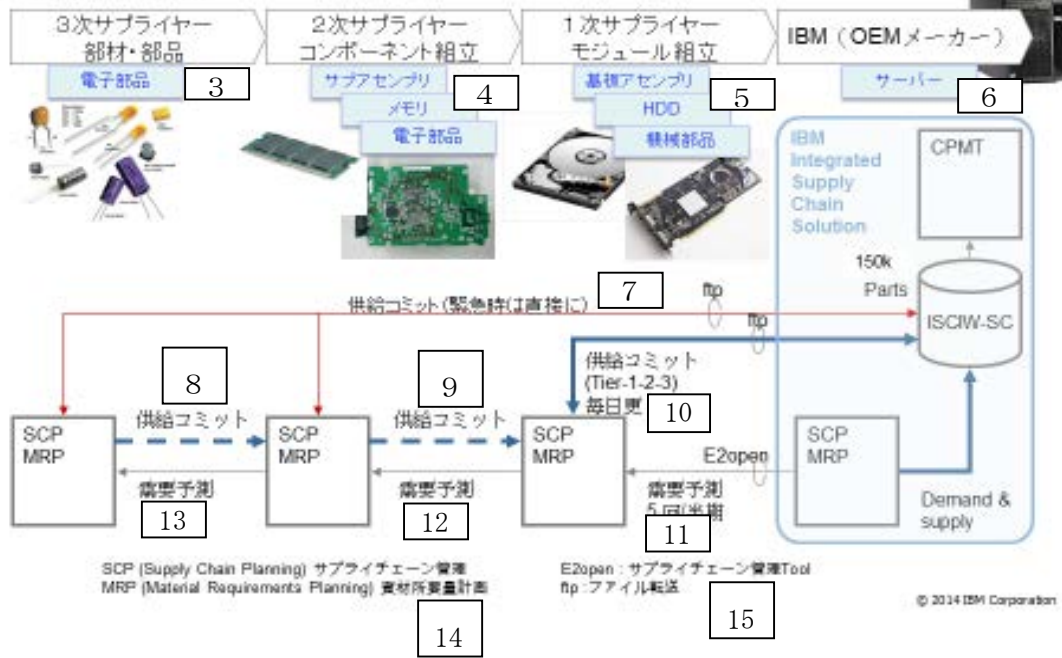 3次サプライヤー
部材・部品
2次サプライヤー
コンポーネント組立
1次サプライヤー
モジュール組立
IBM（OEMメーカー）
電子部品
3
サブアセンブリ
メモリ
電子部品
4
基板アセンブリ
HDD
機械部品
5
サーバー
6
IBM
Integrated
Supply
Chain
Solution
CPMT
150k
Parts
ISCIW-SC
供給コミット(緊急時は直接に)
7
ftp
ftp
8
供給コミット
9
供給コミット
供給コミット
(Tier-1-2-3)
毎日更
10
SCP
MRP
SCP
MRP
SCP
MRP
SCP
MRP
E2open
需要予測
13
需要予測
12
需要予測
5回/半期
11
Demand &
supply
SCP (Supply Chain Planning) サプライチェーン管理
MRP (Material Requirements Planning) 資材所要量計画
14
E2open : サプライチェーン管理Tool
ftp : ファイル転送
15
© 2014 IBM Corporation